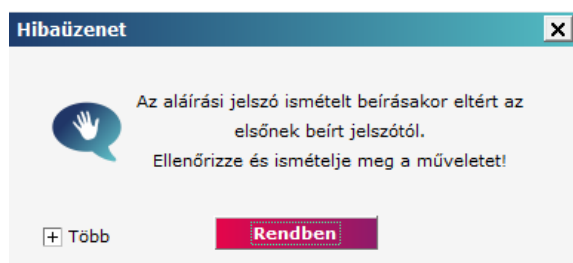 Hibaüzenet
Az aláírási jelszó ismételt beírásakor eltért az
elsőnek beírt jelszótól.
Ellenőrizze és ismételje meg a műveletet!
Több
Rendben